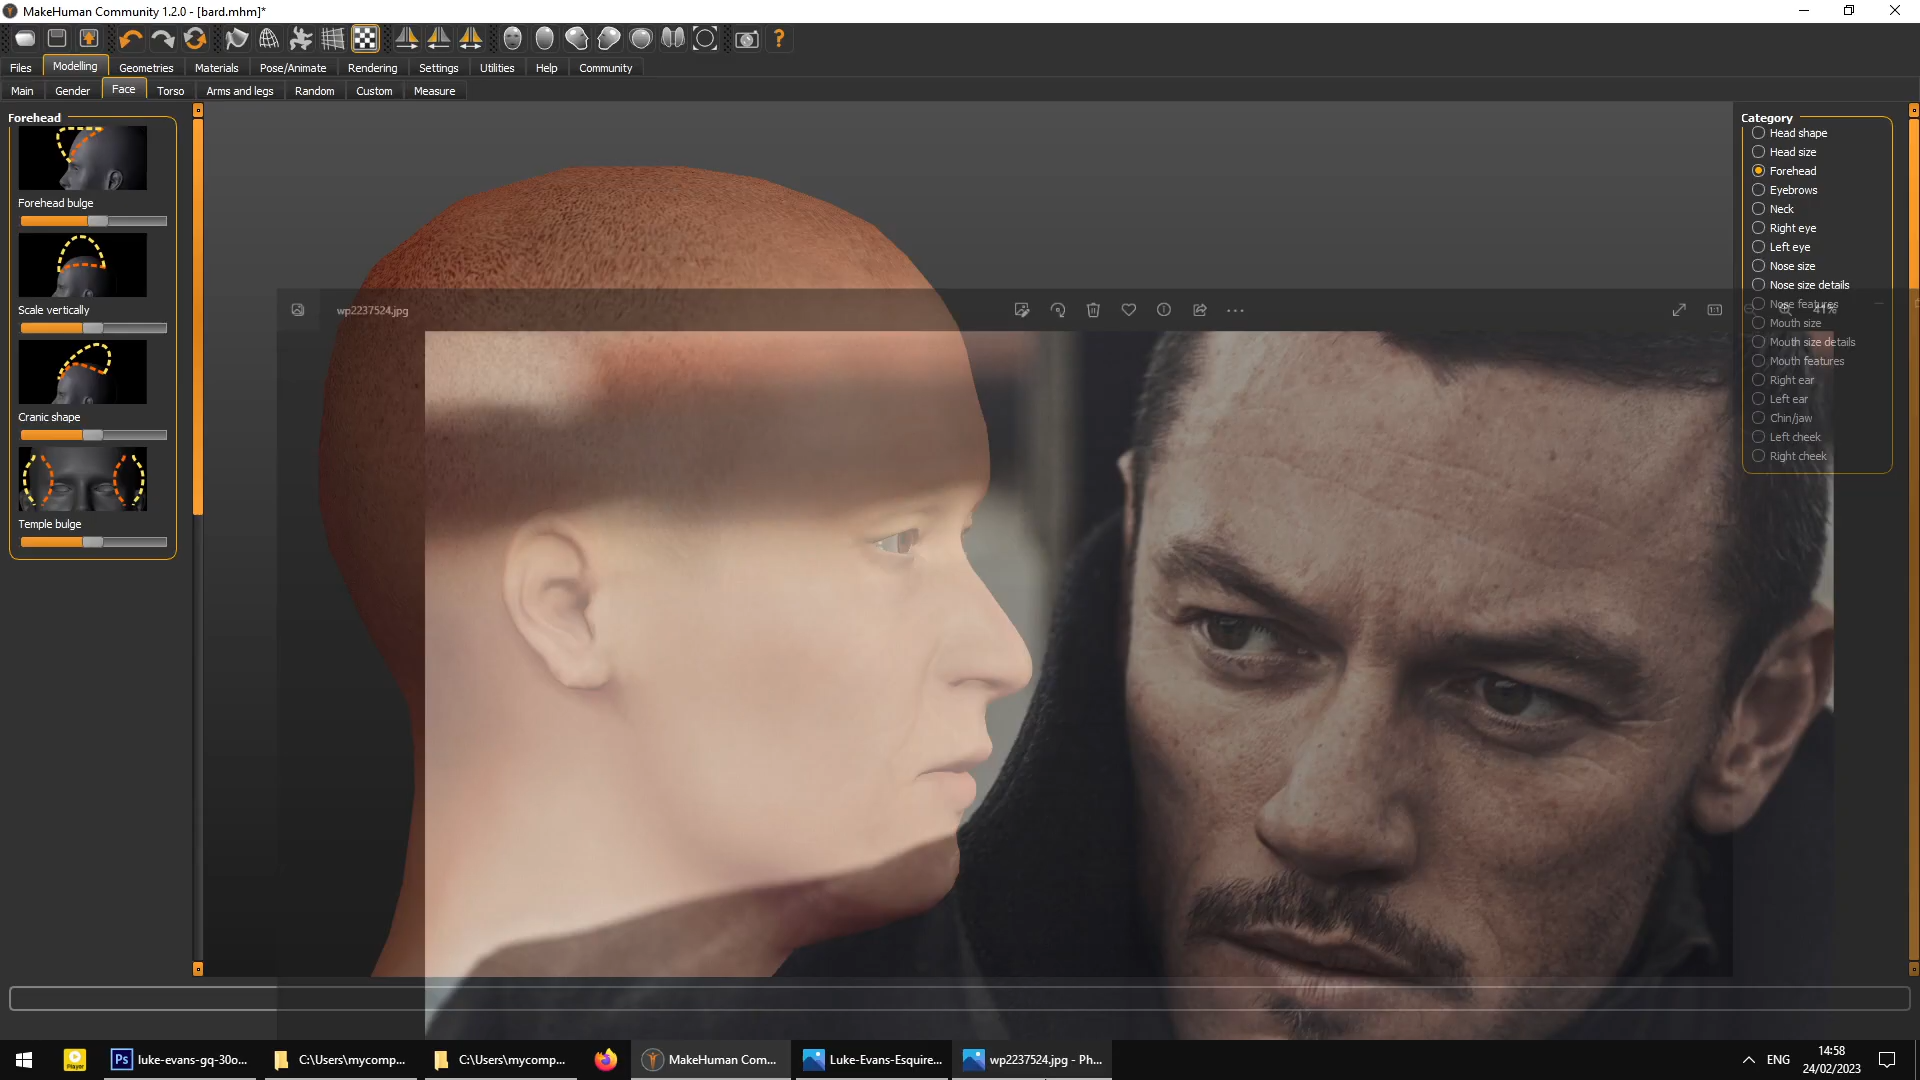 MakeHuman Community 1.2.0 - [bard.mhm]*
Files
Modelling
Geometries
Materials
Pose/Animate
Rendering
Settings
Utilities
Help
Community
Main
Gender
Face
Torso
Arms and legs
Random
Custom
Measure
Forehead
Forehead bulge
Scale vertically
Cranic shape
Temple bulge
wp2237524.jpg
1:1
41%
Category
Head shape
Head size
Forehead
Eyebrows
Neck
Right eye
Left eye
Nose size
Nose size details
Nose features
Mouth size
Mouth size details
Mouth features
Right ear
Left ear
Chin/jaw
Left cheek
Right cheek
Player
Ps
luke-evans-gq-30o...
C:\Users\mycomp...
C:\Users\mycomp...
MakeHuman Com...
Luke-Evans-Esquire...
wp2237524.jpg - Ph...
ENG
14:58
24/02/2023